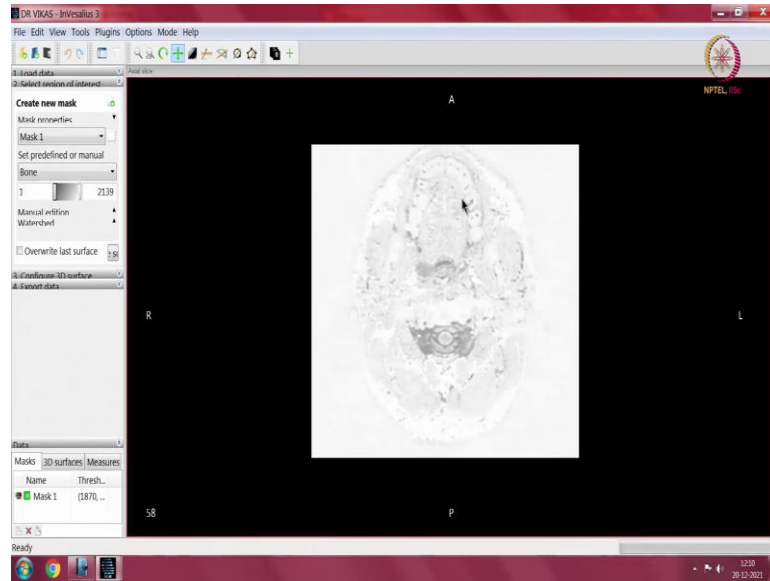 DR VIKAS - InVesalius 3
File Edit View Tools Plugins Options Mode Help
1. Load data
Axial slice
2. Select region of interest
NPTEL, IISc
Create new mask
A
Mask properties
Mask 1
Set predefined or manual
Bone
1 2139
Manual edition
Watershed
Overwrite last surface
3. Configure 3D surface
4. Export data
R L
Data
Masks 3D surfaces Measures
Name Thresh...
Mask 1 (1870, ...
58 P
Ready
12:10
20-12-2021